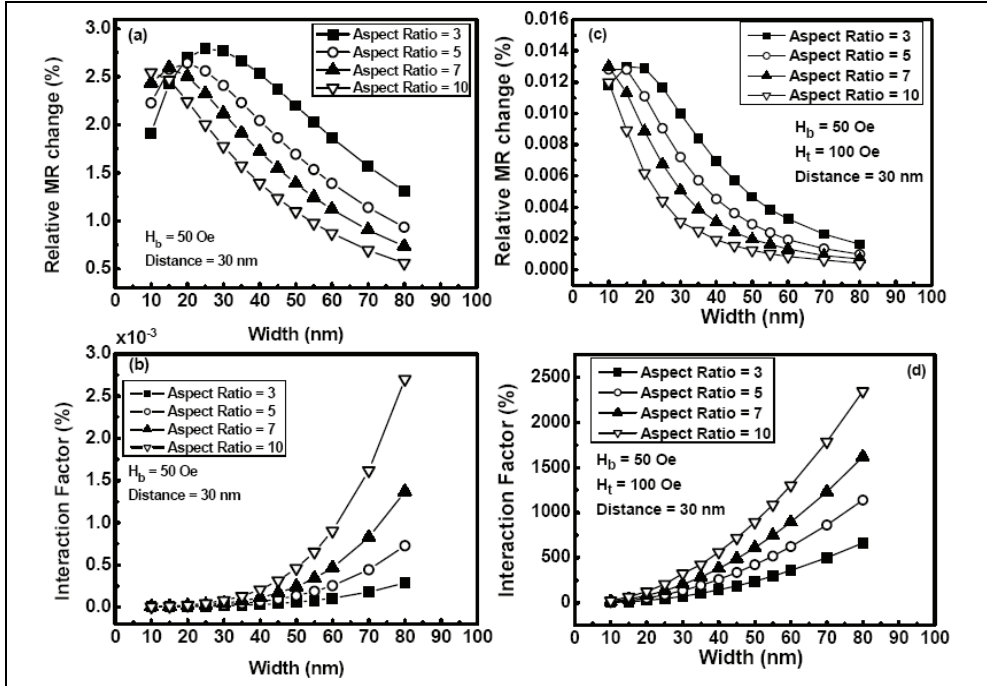 (a)
Aspect Ratio = 3
Aspect Ratio = 5
Aspect Ratio = 7
Aspect Ratio = 10
H_b = 50 Oe
Distance = 30 nm
Relative MR change (%)
3.0
2.5
2.0
1.5
1.0
0.5
0 10 20 30 40 50 60 70 80 90 100
Width (nm)
(c)
Aspect Ratio = 3
Aspect Ratio = 5
Aspect Ratio = 7
Aspect Ratio = 10
H_b = 50 Oe
H_t = 100 Oe
Distance = 30 nm
Relative MR change (%)
0.016
0.014
0.012
0.010
0.008
0.006
0.004
0.002
0.000
0 10 20 30 40 50 60 70 80 90 100
Width (nm)
x10⁻³
(b)
Aspect Ratio = 3
Aspect Ratio = 5
Aspect Ratio = 7
Aspect Ratio = 10
H_b = 50 Oe
Distance = 30 nm
Interaction Factor (%)
3.0
2.5
2.0
1.5
1.0
0.5
0.0
0 10 20 30 40 50 60 70 80 90 100
Width (nm)
(d)
Aspect Ratio = 3
Aspect Ratio = 5
Aspect Ratio = 7
Aspect Ratio = 10
H_b = 50 Oe
H_t = 100 Oe
Distance = 30 nm
Interaction Factor (%)
2500
2000
1500
1000
500
0
0 10 20 30 40 50 60 70 80 90 100
Width (nm)